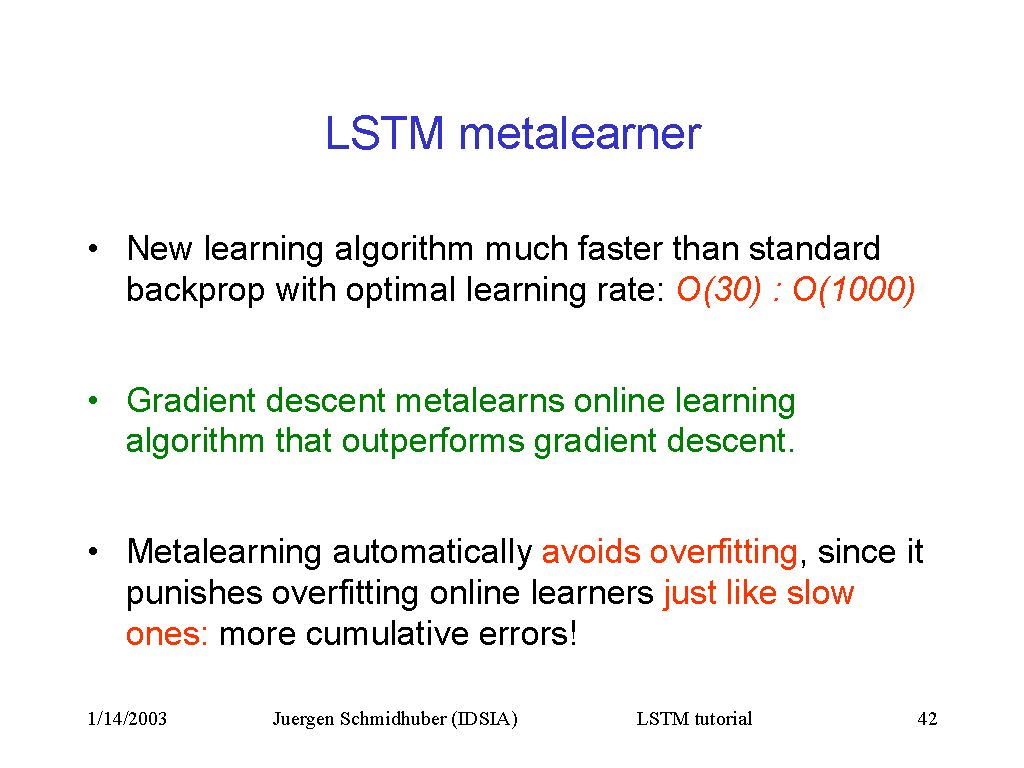 LSTM metalearner
• New learning algorithm much faster than standard
backprop with optimal learning rate: O(30) : O(1000)
• Gradient descent metalearns online learning
algorithm that outperforms gradient descent.
• Metalearning automatically avoids overfitting, since it
punishes overfitting online learners just like slow
ones: more cumulative errors!
1/14/2003 Juergen Schmidhuber (IDSIA) LSTM tutorial 42